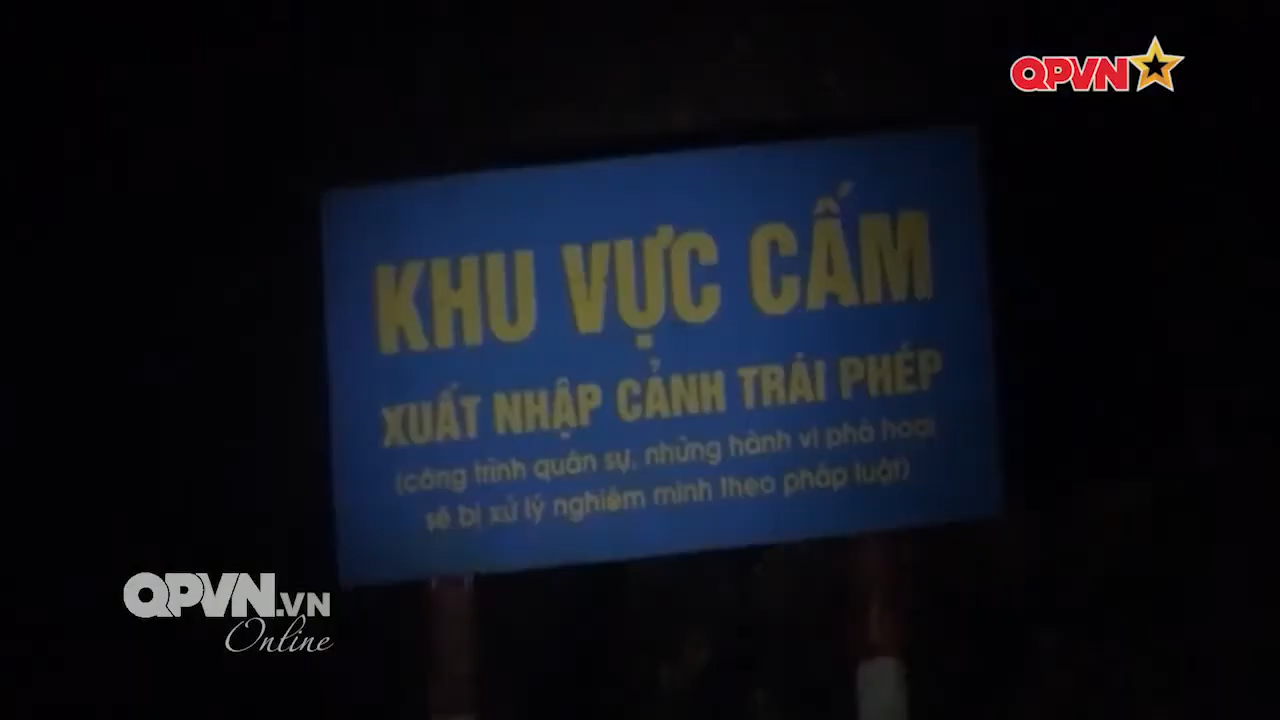 QPVN
KHU VỰC CẤM
XUẤT NHẬP CẢNH TRÁI PHÉP
(công trình quân sự, những hành vi phá hoại
sẽ bị xử lý nghiêm minh theo pháp luật)
QPVN.VN
Online